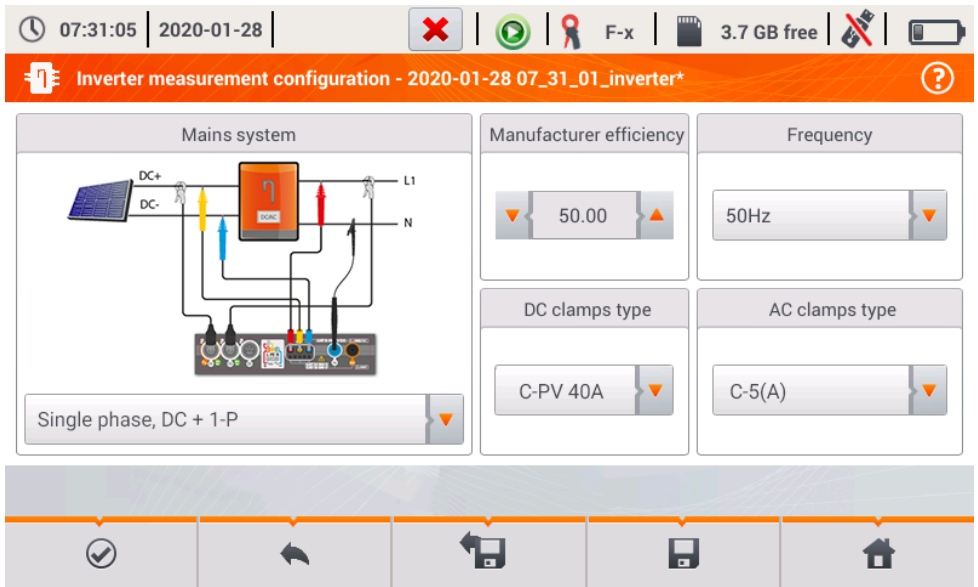 07:31:05 2020-01-28 F-x 3.7 GB free
η Inverter measurement configuration - 2020-01-28 07_31_01_inverter* ?
Mains system
DC+
DC-
η
DC/AC
L1
N
Single phase, DC + 1-P
Manufacturer efficiency
50.00
Frequency
50Hz
DC clamps type
C-PV 40A
AC clamps type
C-5(A)